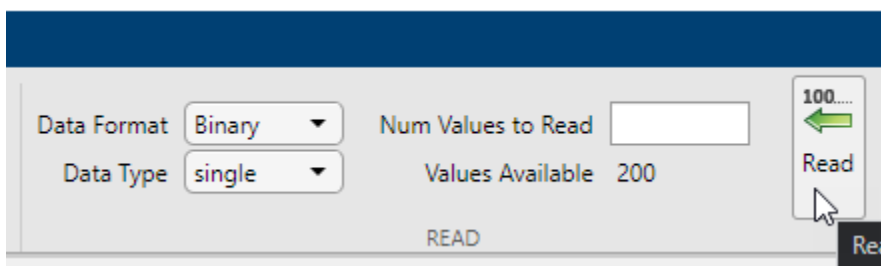 Data Format Binary Num Values to Read 100....
Data Type single Values Available 200 Read
READ